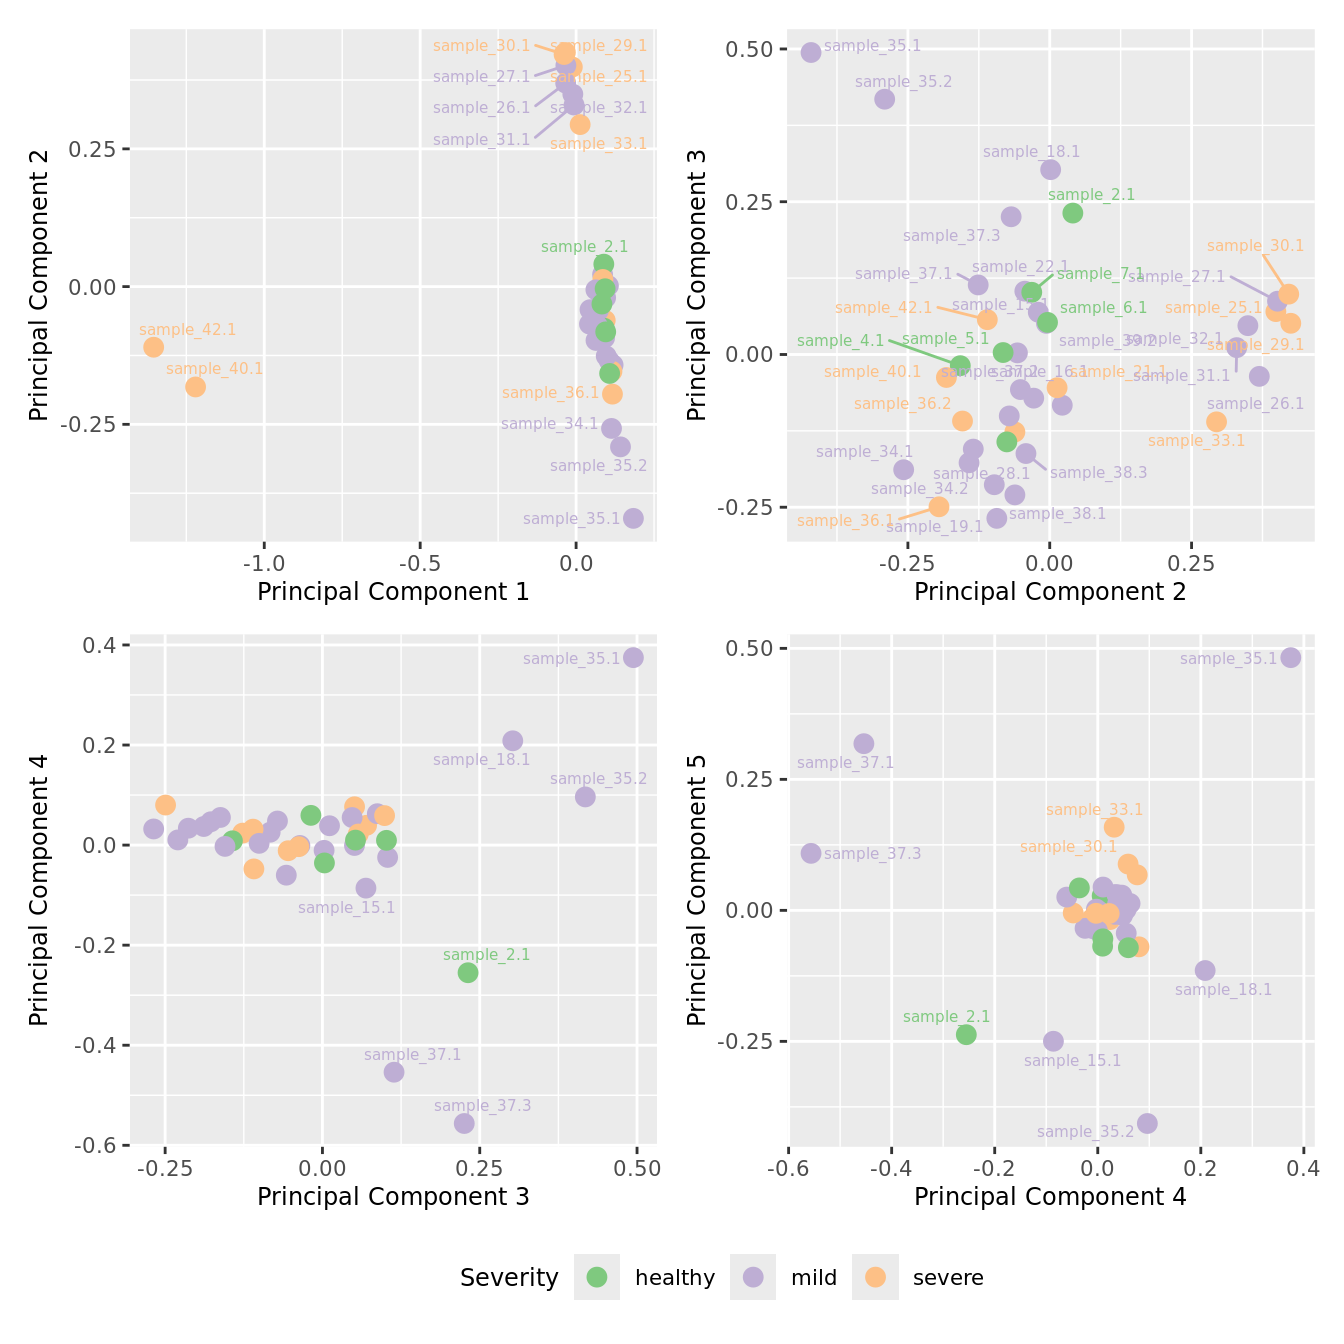 sample_30.1
sample_29.1
sample_27.1
sample_25.1
sample_26.1
sample_32.1
sample_31.1
sample_33.1
0.25
sample_2.1
0.00
sample_42.1
sample_40.1
sample_36.1
sample_34.1
-0.25
sample_35.2
sample_35.1
-1.0
-0.5
0.0
Principal Component 1
Principal Component 2
0.50
sample_35.1
sample_35.2
sample_18.1
sample_2.1
0.25
sample_37.3
sample_30.1
sample_37.1
sample_22.1
sample_7.1
sample_27.1
sample_42.1
sample_15.1
sample_6.1
sample_25.1
sample_4.1
sample_5.1
sample_39.2
sample_32.1
sample_29.1
0.00
sample_40.1
sample_37.2
sample_16.1
sample_21.1
sample_31.1
sample_36.2
sample_26.1
sample_33.1
sample_34.1
sample_28.1
sample_38.3
sample_34.2
sample_36.1
sample_19.1
sample_38.1
-0.25
-0.25
0.00
0.25
Principal Component 2
Principal Component 3
0.4
sample_35.1
0.2
sample_18.1
sample_35.2
0.0
sample_15.1
-0.2
sample_2.1
-0.4
sample_37.1
sample_37.3
-0.6
-0.25
0.00
0.25
0.50
Principal Component 3
Principal Component 4
0.50
sample_35.1
sample_37.1
0.25
sample_33.1
sample_30.1
sample_37.3
0.00
sample_18.1
sample_2.1
-0.25
sample_15.1
sample_35.2
-0.6
-0.4
-0.2
0.0
0.2
0.4
Principal Component 4
Principal Component 5
Severity
healthy
mild
severe